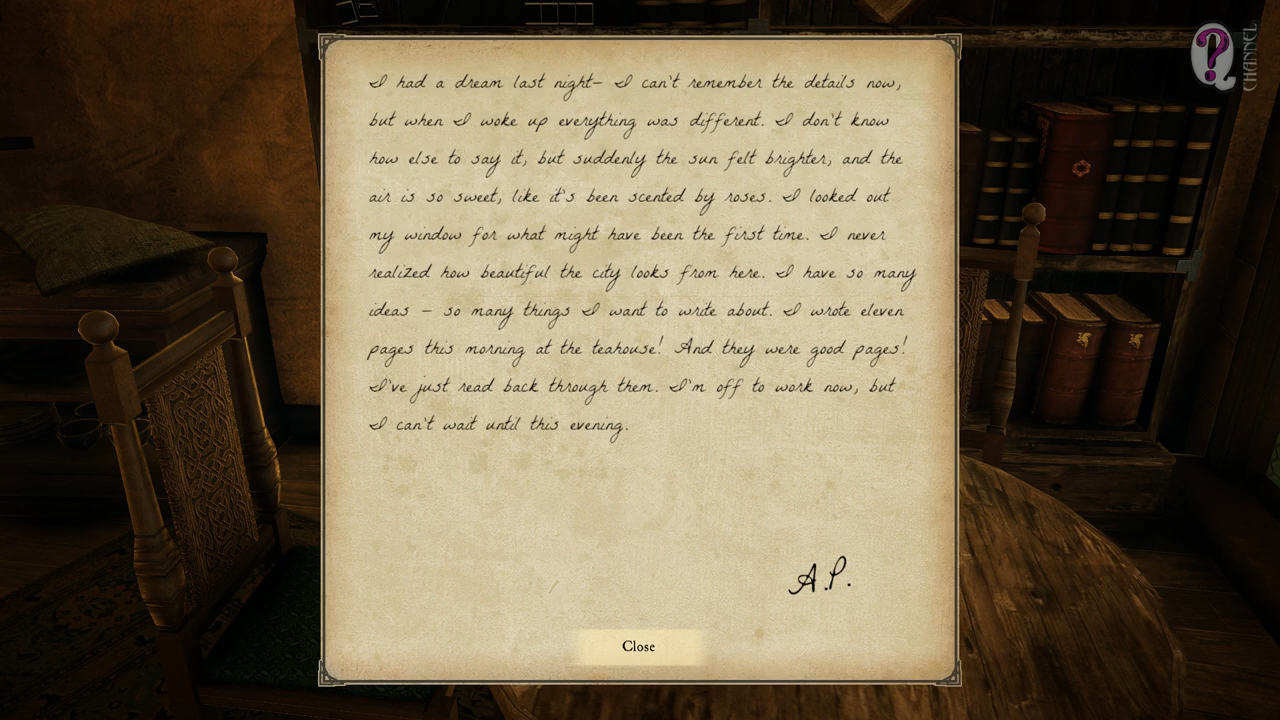 I had a dream last night– I can't remember the details now,
but when I woke up everything was different. I don't know
how else to say it, but suddenly the sun felt brighter, and the
air is so sweet, like it's been scented by roses. I looked out
my window for what might have been the first time. I never
realized how beautiful the city looks from here. I have so many
ideas – so many things I want to write about. I wrote eleven
pages this morning at the teahouse! And they were good pages!
I've just read back through them. I'm off to work now, but
I can't wait until this evening.
A.P.
Close
?
CHANNEL